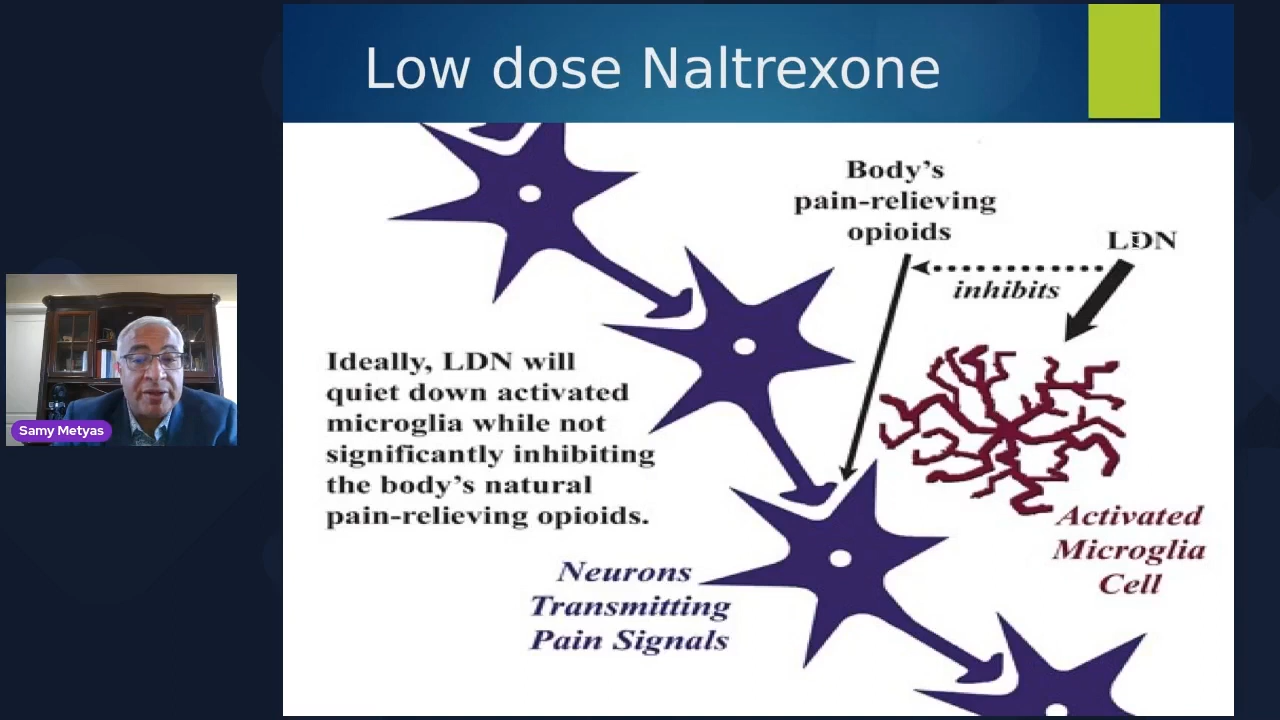 Low dose Naltrexone
Body's
pain-relieving
opioids
LDN
inhibits
Ideally, LDN will
quiet down activated
microglia while not
significantly inhibiting
the body's natural
pain-relieving opioids.
Activated
Microglia
Cell
Neurons
Transmitting
Pain Signals
Samy Metyas